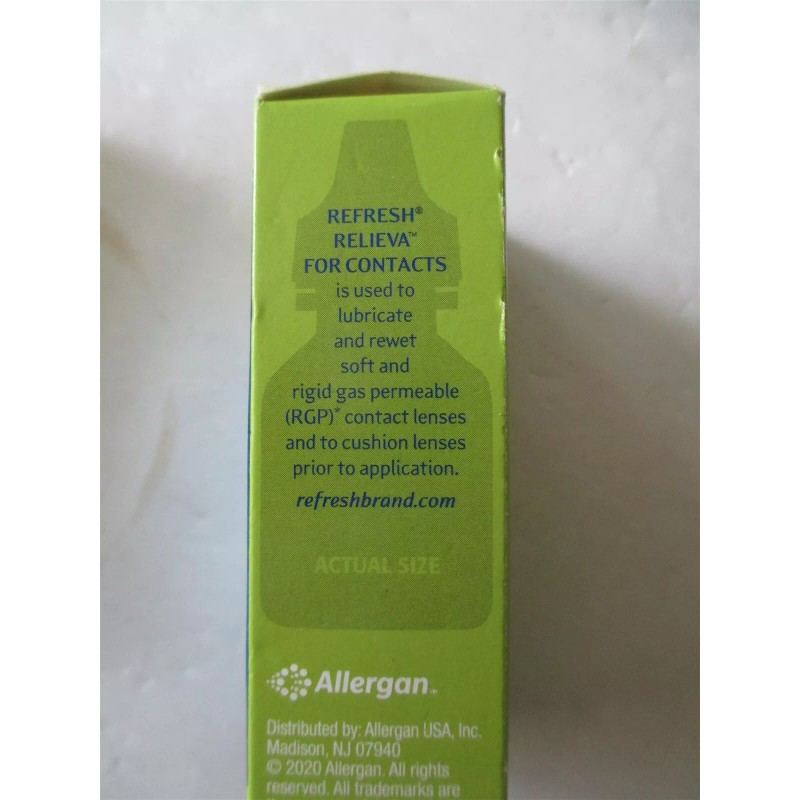 REFRESH®
RELIEVA™
FOR CONTACTS
is used to
lubricate
and rewet
soft and
rigid gas permeable
(RGP)* contact lenses
and to cushion lenses
prior to application.
refreshbrand.com
ACTUAL SIZE
Allergan™
Distributed by: Allergan USA, Inc.
Madison, NJ 07940
© 2020 Allergan. All rights
reserved. All trademarks are